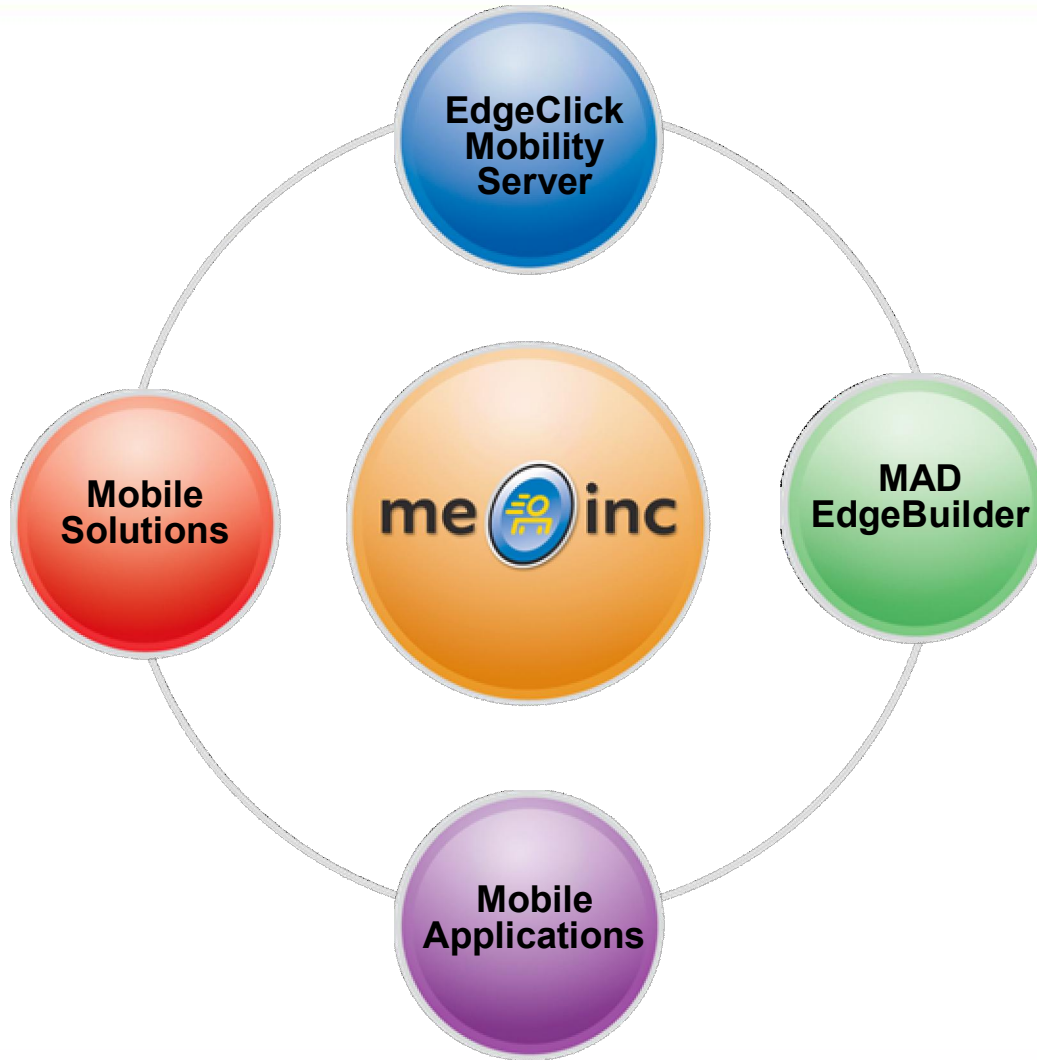 EdgeClick
Mobility
Server
Mobile
Solutions
me inc
MAD
EdgeBuilder
Mobile
Applications